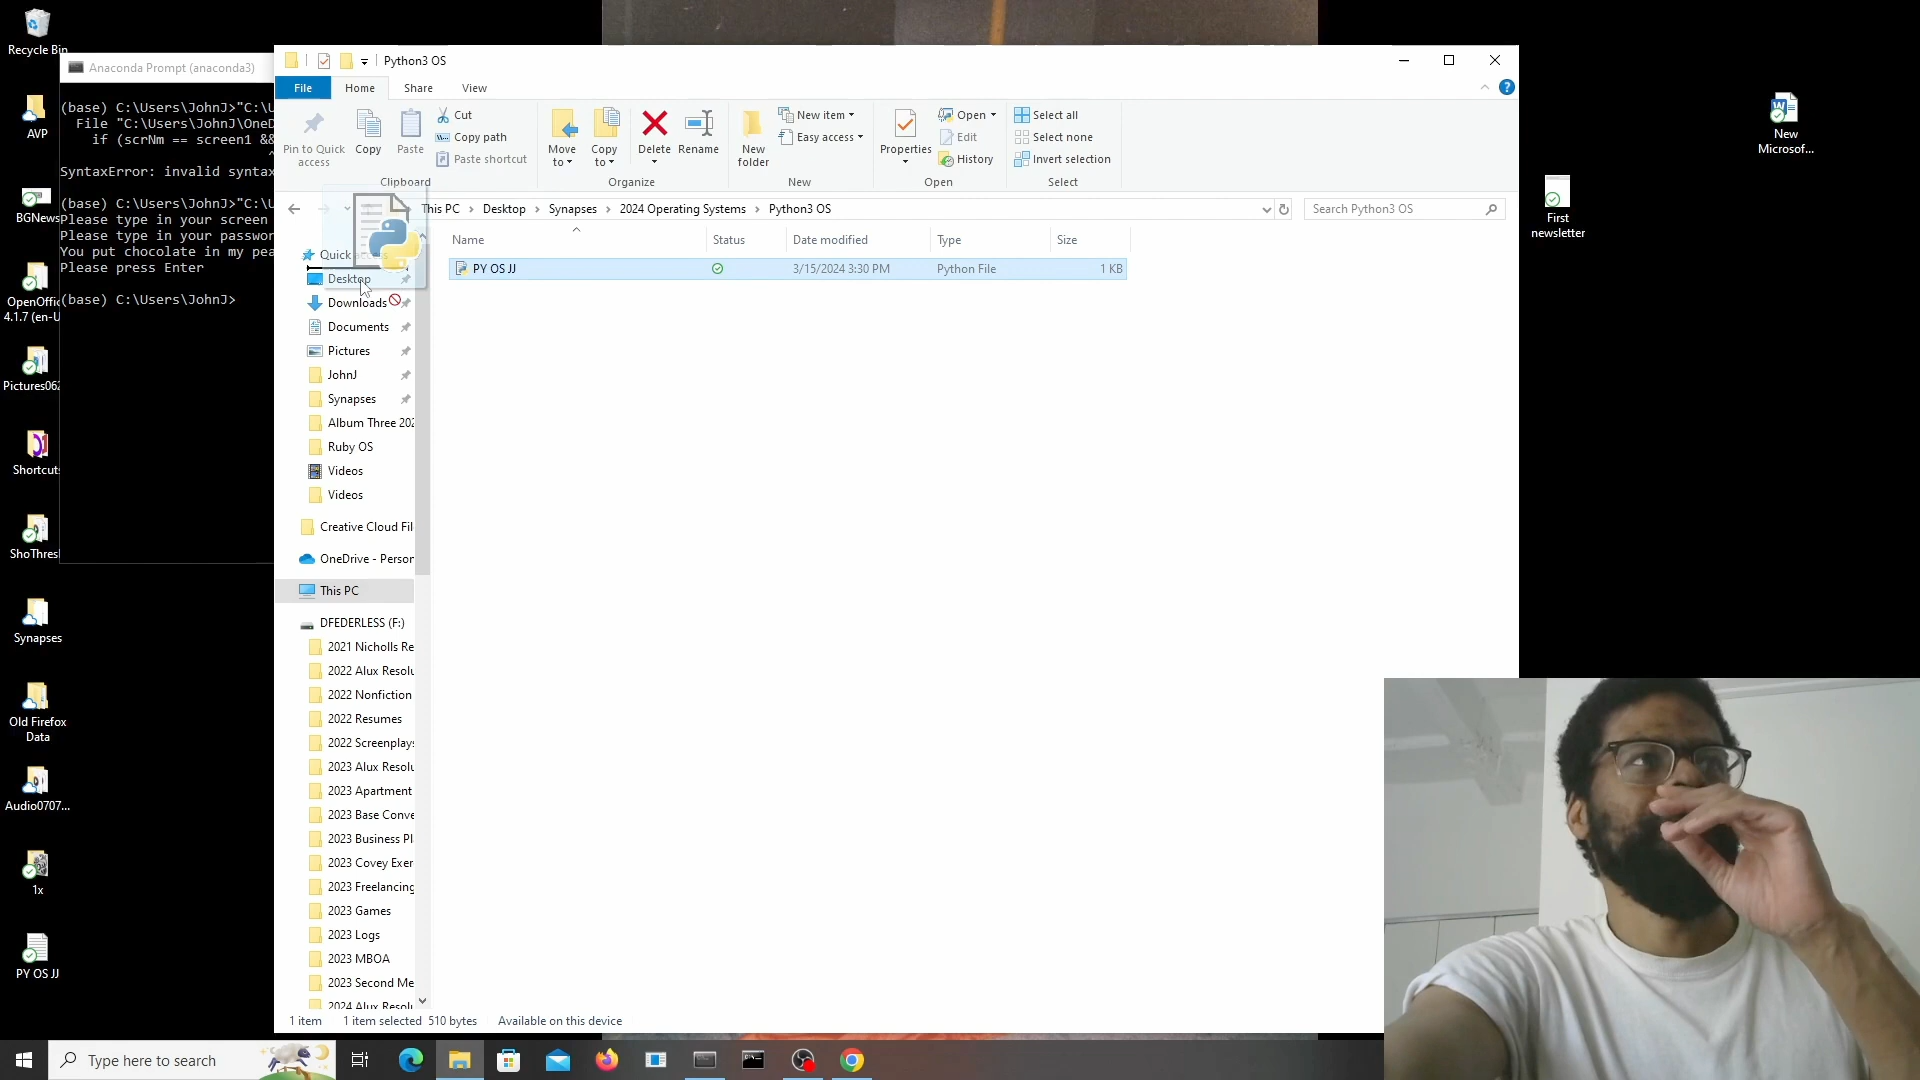 Recycle Bin
AVP
BGNews
OpenOffic
4.1.7 (en-U
Pictures062
Shortcuts
ShoThresh
Synapses
Old Firefox
Data
Audio0707...
1x
PY OS JJ
Anaconda Prompt (anaconda3)
(base) C:\Users\JohnJ>"C:\U
File "C:\Users\JohnJ\OneD
if (scrNm == screen1 &&
^
SyntaxError: invalid syntax
(base) C:\Users\JohnJ>"C:\U
Please type in your screen
Please type in your passwor
You put chocolate in my pea
Please press Enter
(base) C:\Users\JohnJ>
Python3 OS
File Home Share View
Pin to Quick
access
Copy
Paste
Cut
Copy path
Paste shortcut
Clipboard
Move
to
Copy
to
Delete
Rename
Organize
New
folder
New item
Easy access
New
Properties
Open
Edit
History
Open
Select all
Select none
Invert selection
Select
This PC > Desktop > Synapses > 2024 Operating Systems > Python3 OS
Search Python3 OS
Name Status Date modified Type Size
PY OS JJ 3/15/2024 3:30 PM Python File 1 KB
Quick access
Desktop
Downloads
Documents
Pictures
JohnJ
Synapses
Album Three 202
Ruby OS
Videos
Videos
Creative Cloud Fil
OneDrive - Person
This PC
DFEDERLESS (F:)
2021 Nicholls Re
2022 Alux Resolu
2022 Nonfiction
2022 Resumes
2022 Screenplays
2023 Alux Resolu
2023 Apartment
2023 Base Conve
2023 Business Pl
2023 Covey Exer
2023 Freelancing
2023 Games
2023 Logs
2023 MBOA
2023 Second Me
2024 Alux Resolu
1 item 1 item selected 510 bytes Available on this device
New
Microsof...
First
newsletter
Type here to search